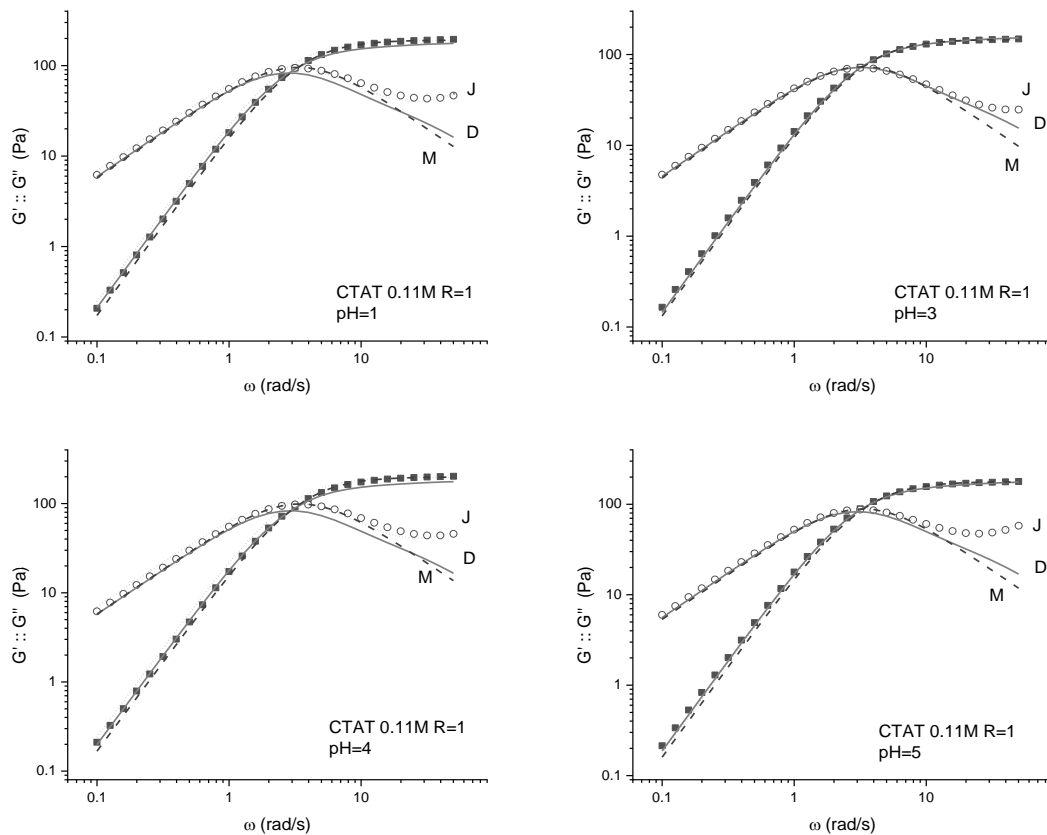 100
10
1
0.1
G' :: G'' (Pa)
J
D
M
CTAT 0.11M R=1
pH=1
0.1
1
10
ω (rad/s)
100
10
1
0.1
G' :: G'' (Pa)
J
D
M
CTAT 0.11M R=1
pH=3
0.1
1
10
ω (rad/s)
100
10
1
0.1
G' :: G'' (Pa)
J
D
M
CTAT 0.11M R=1
pH=4
0.1
1
10
ω (rad/s)
100
10
1
0.1
G' :: G'' (Pa)
J
D
M
CTAT 0.11M R=1
pH=5
0.1
1
10
ω (rad/s)